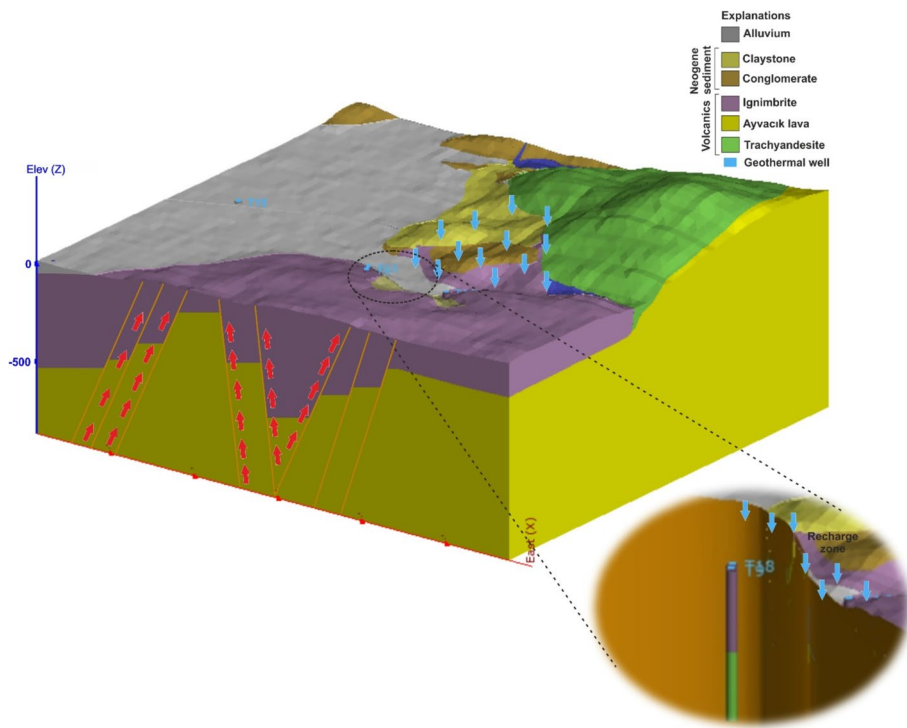 Explanations
Alluvium
Neogene
sediment
Claystone
Conglomerate
Volcanics
Ignimbrite
Ayvacık lava
Trachyandesite
Geothermal well
Elev (Z)
0
-500
East (X)
Recharge
zone